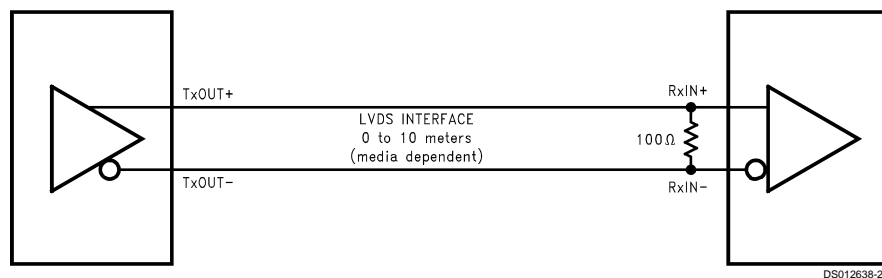 TxOUT+
RxIN+
LVDS INTERFACE
0 to 10 meters
(media dependent)
100Ω
TxOUT-
RxIN-
DS012638-2